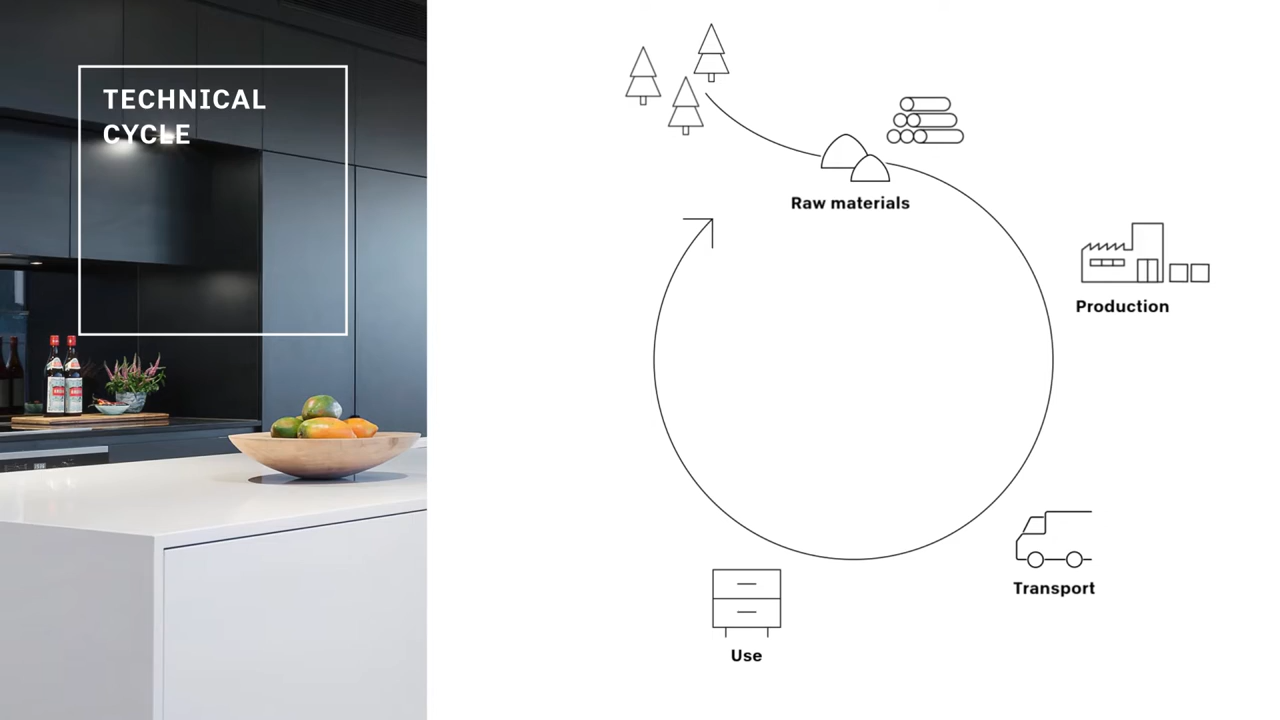 TECHNICAL
CYCLE
Raw materials
Production
Transport
Use